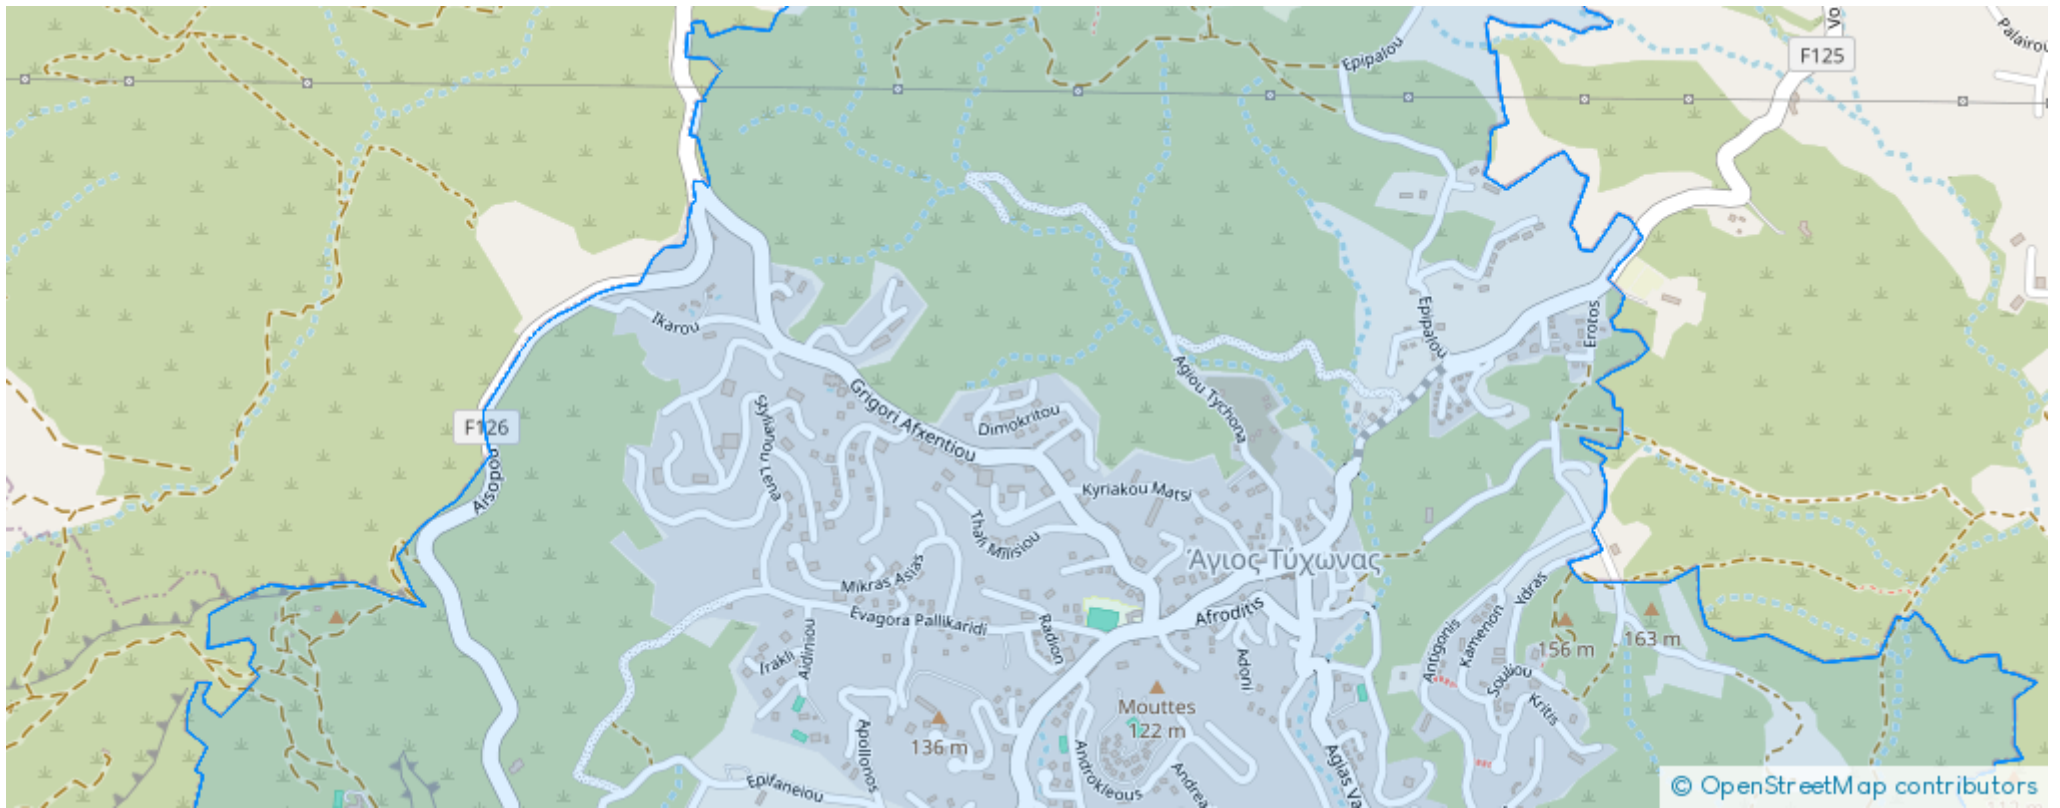 Epipalou
F125
Palairou
Ikarou
Epipalou
Erotos
Agiou Tychona
Grigori Afxentiou
Dimokritou
Stylianou Lena
F126
Aisopou
Kyriakou Matsi
Thali Milisiou
Άγιος Τύχωνας
Mikras Asias
Evagora Pallikaridi
Afroditis
Radion
Irakli
Aidiniou
Adoni
Antigonis
Kamenon
Ydras
156 m
163 m
Souliou
Kritis
Mouttes
122 m
136 m
Apollonos
Androkleous
Andrea
Agias Va
Epifaneiou
© OpenStreetMap contributors